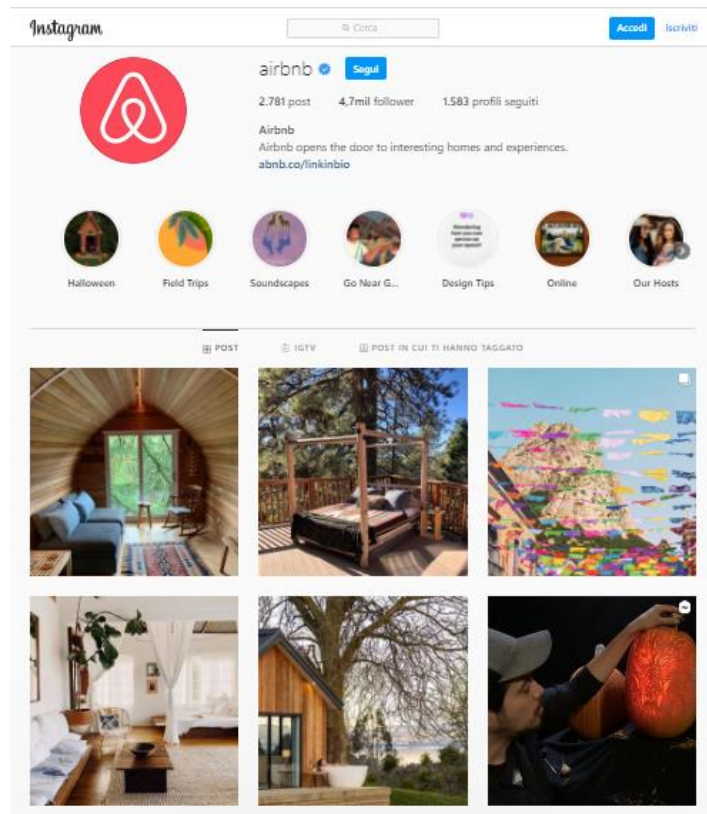 Instagram
Cerca
Accedi
Iscriviti
airbnb
Segui
2.781 post 4,7mil follower 1.583 profili seguiti
Airbnb
Airbnb opens the door to interesting homes and experiences.
abnb.co/linkinbio
Halloween Field Trips Soundscapes Go Near G... Design Tips Online Our Hosts
POST IGTV POST IN CUI TI HANNO TAGGATO